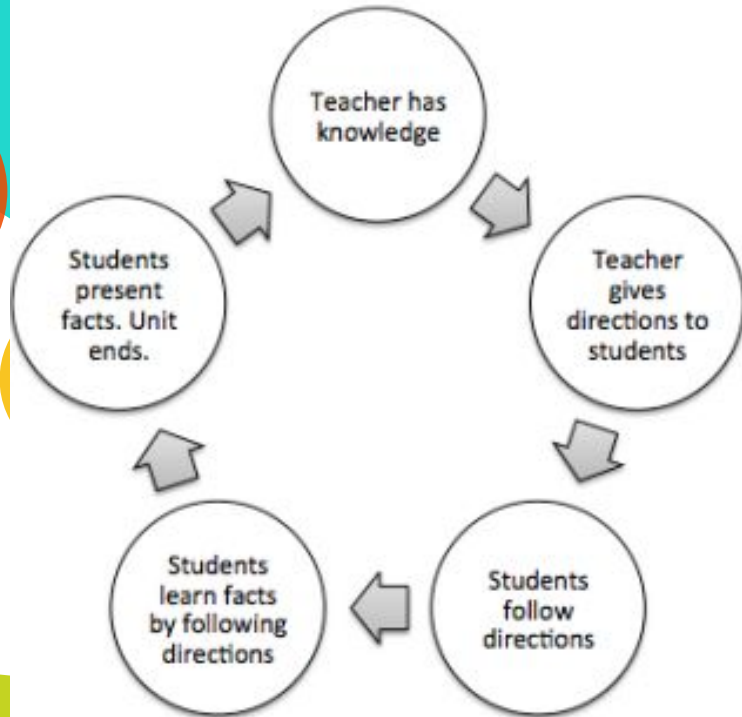 Teacher has
knowledge
Teacher
gives
directions to
students
Students
follow
directions
Students
learn facts
by following
directions
Students
present
facts. Unit
ends.